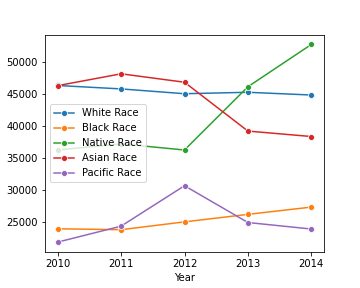 50000
45000
40000
35000
30000
25000
White Race
Black Race
Native Race
Asian Race
Pacific Race
2010 2011 2012 2013 2014
Year